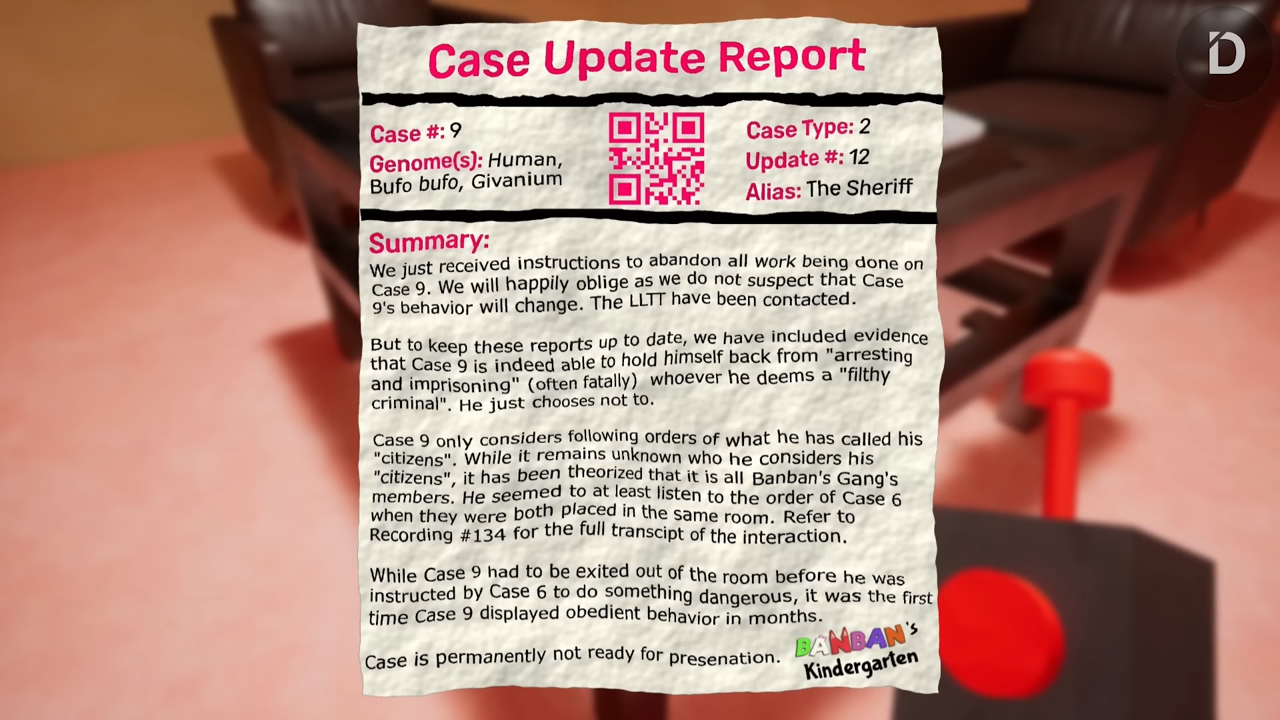 D
Case Update Report
Case #: 9
Genome(s): Human,
Bufo bufo, Givanium
Case Type: 2
Update #: 12
Alias: The Sheriff
Summary:
We just received instructions to abandon all work being done on
Case 9. We will happily oblige as we do not suspect that Case
9's behavior will change. The LLTT have been contacted.
But to keep these reports up to date, we have included evidence
that Case 9 is indeed able to hold himself back from "arresting
and imprisoning" (often fatally) whoever he deems a "filthy
criminal". He just chooses not to.
Case 9 only considers following orders of what he has called his
"citizens". While it remains unknown who he considers his
"citizens", it has been theorized that it is all Banban's Gang's
members. He seemed to at least listen to the order of Case 6
when they were both placed in the same room. Refer to
Recording #134 for the full transcipt of the interaction.
While Case 9 had to be exited out of the room before he was
instructed by Case 6 to do something dangerous, it was the first
time Case 9 displayed obedient behavior in months.
Case is permanently not ready for presenation.
BANBAN's
Kindergarten